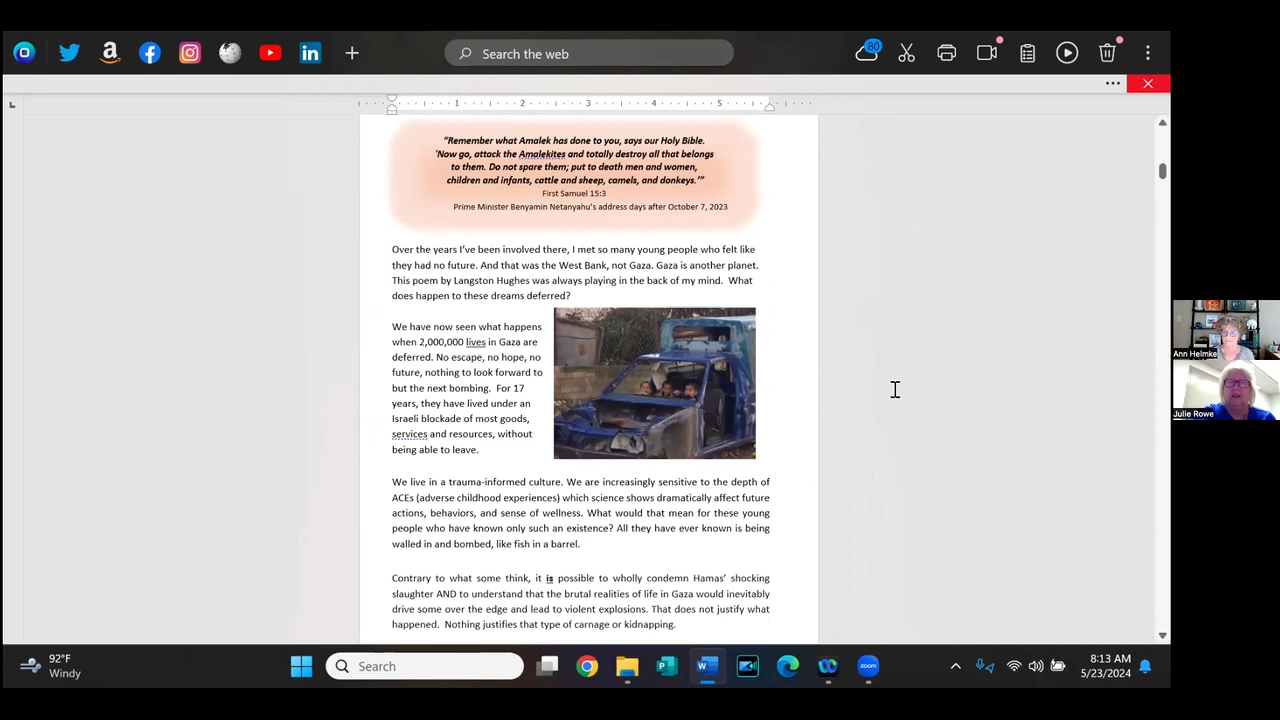 Search the web
80
1 2 3 4 5
“Remember what Amalek has done to you, says our Holy Bible.
'Now go, attack the Amalekites and totally destroy all that belongs
to them. Do not spare them; put to death men and women,
children and infants, cattle and sheep, camels, and donkeys.’”
First Samuel 15:3
Prime Minister Benyamin Netanyahu’s address days after October 7, 2023
Over the years I’ve been involved there, I met so many young people who felt like
they had no future. And that was the West Bank, not Gaza. Gaza is another planet.
This poem by Langston Hughes was always playing in the back of my mind.  What
does happen to these dreams deferred?
We have now seen what happens
when 2,000,000 lives in Gaza are
deferred. No escape, no hope, no
future, nothing to look forward to
but the next bombing.  For 17
years, they have lived under an
Israeli blockade of most goods,
services and resources, without
being able to leave.
We live in a trauma-informed culture. We are increasingly sensitive to the depth of
ACEs (adverse childhood experiences) which science shows dramatically affect future
actions, behaviors, and sense of wellness. What would that mean for these young
people who have known only such an existence? All they have ever known is being
walled in and bombed, like fish in a barrel.
Contrary to what some think, it is possible to wholly condemn Hamas’ shocking
slaughter AND to understand that the brutal realities of life in Gaza would inevitably
drive some over the edge and lead to violent explosions. That does not justify what
happened.  Nothing justifies that type of carnage or kidnapping.
Ann Helmke
Julie Rowe
92°F
Windy
Search
zoom
8:13 AM
5/23/2024